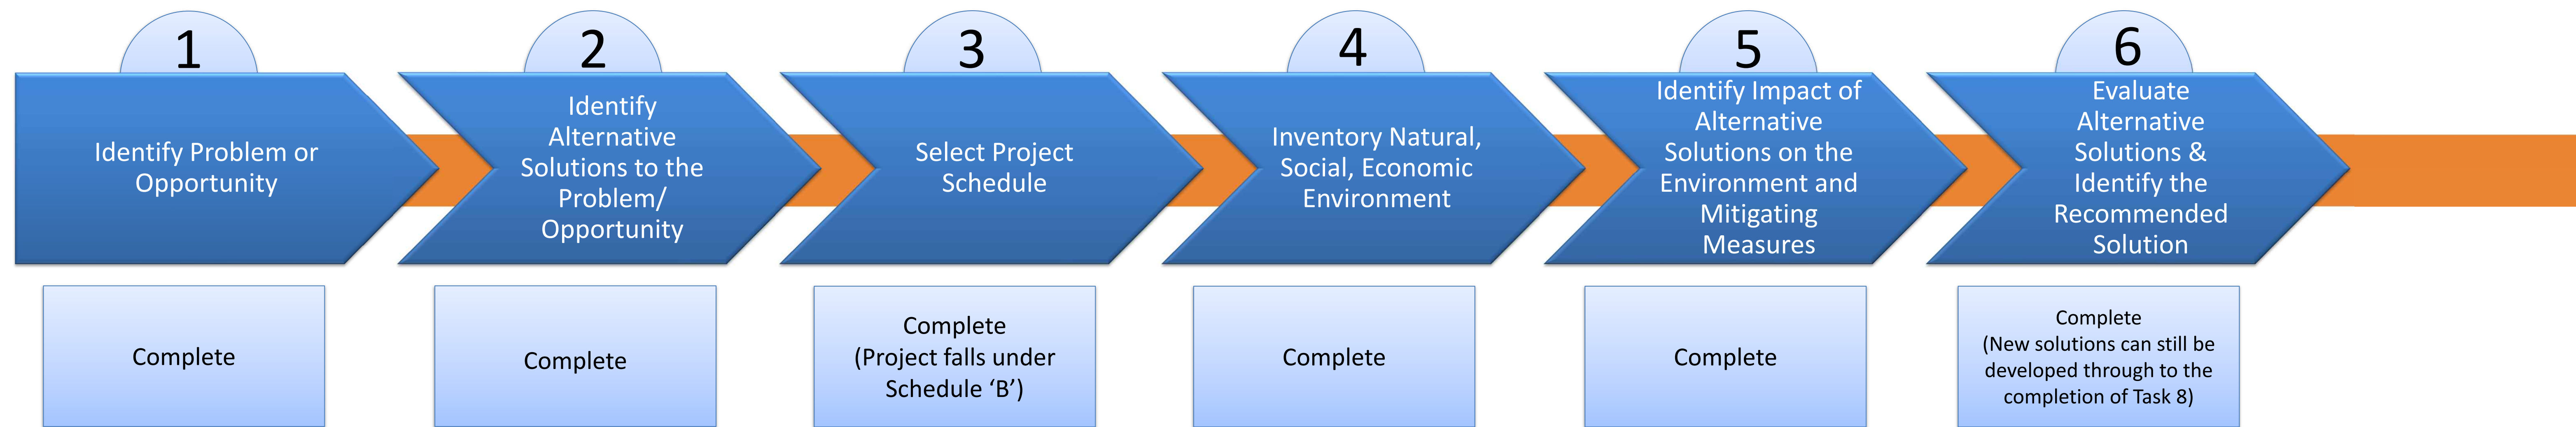 1
Identify Problem or
Opportunity
Complete
2
Identify
Alternative
Solutions to the
Problem/
Opportunity
Complete
3
Select Project
Schedule
Complete
(Project falls under
Schedule ‘B’)
4
Inventory Natural,
Social, Economic
Environment
Complete
5
Identify Impact of
Alternative
Solutions on the
Environment and
Mitigating
Measures
Complete
6
Evaluate
Alternative
Solutions &
Identify the
Recommended
Solution
Complete
(New solutions can still be
developed through to the
completion of Task 8)